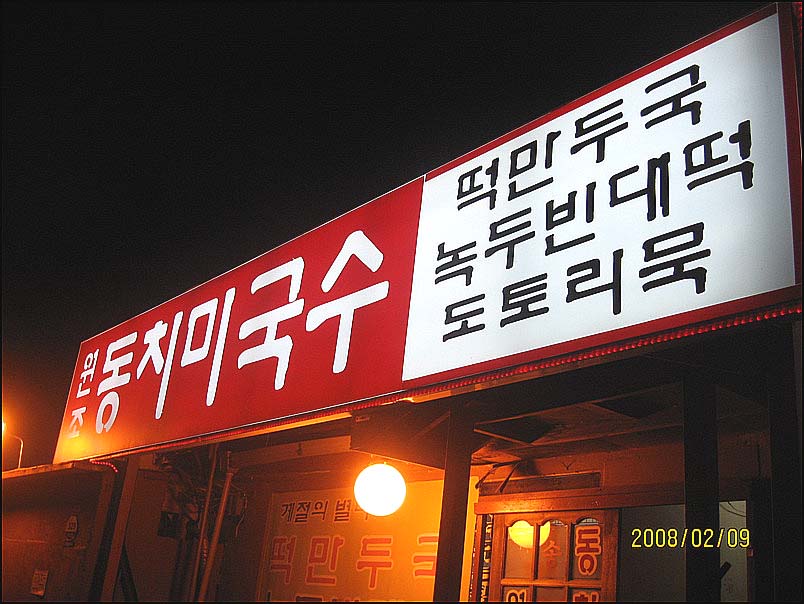 원조
동치미국수
떡만두국
녹두빈대떡
도토리묵
계절의 별
떡만두국
2008/02/09